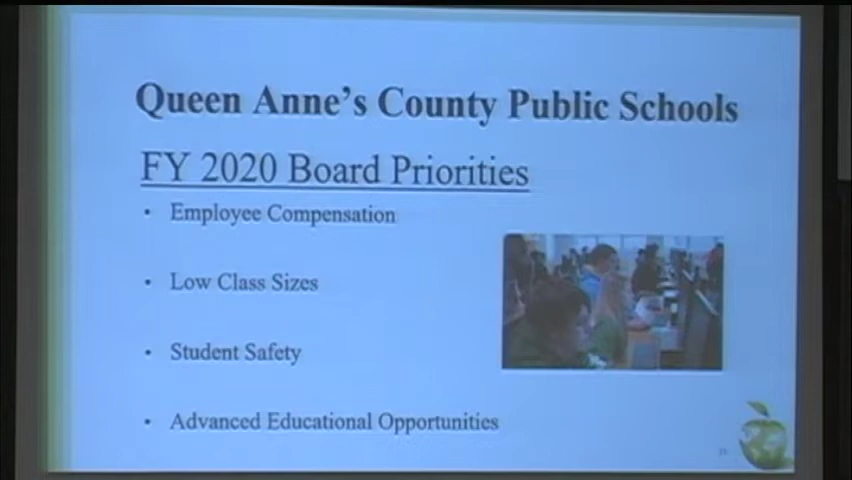 Queen Anne's County Public Schools
FY 2020 Board Priorities
• Employee Compensation
• Low Class Sizes
• Student Safety
• Advanced Educational Opportunities